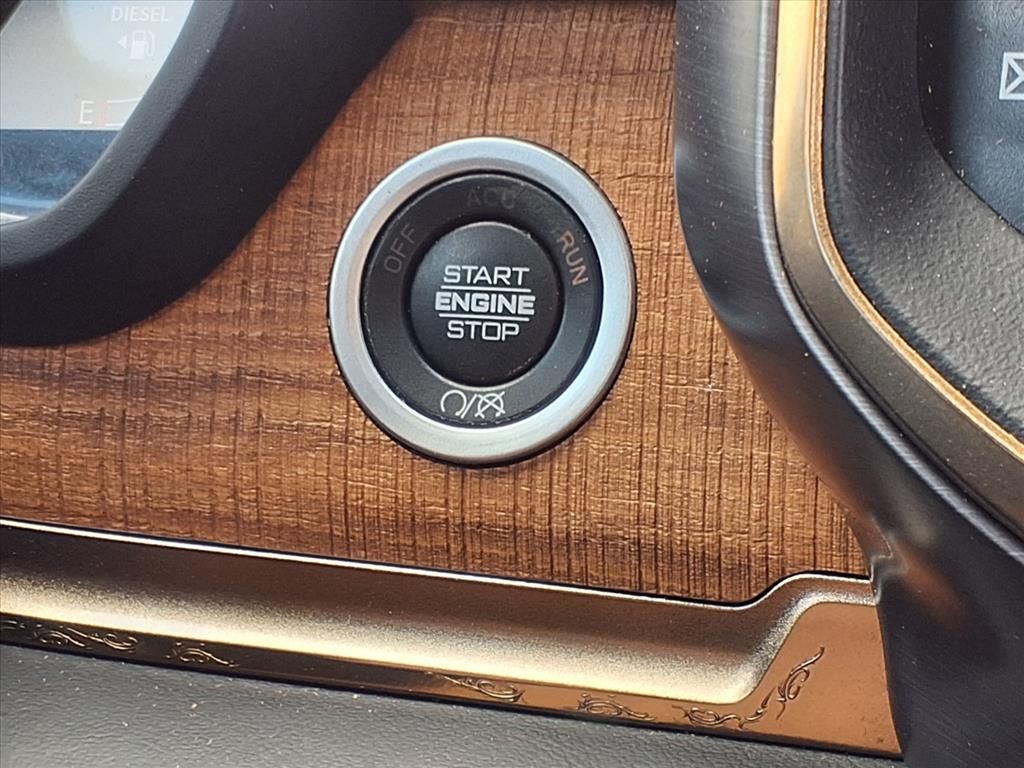 DIESEL
E
ACC
OFF
RUN
START
ENGINE
STOP